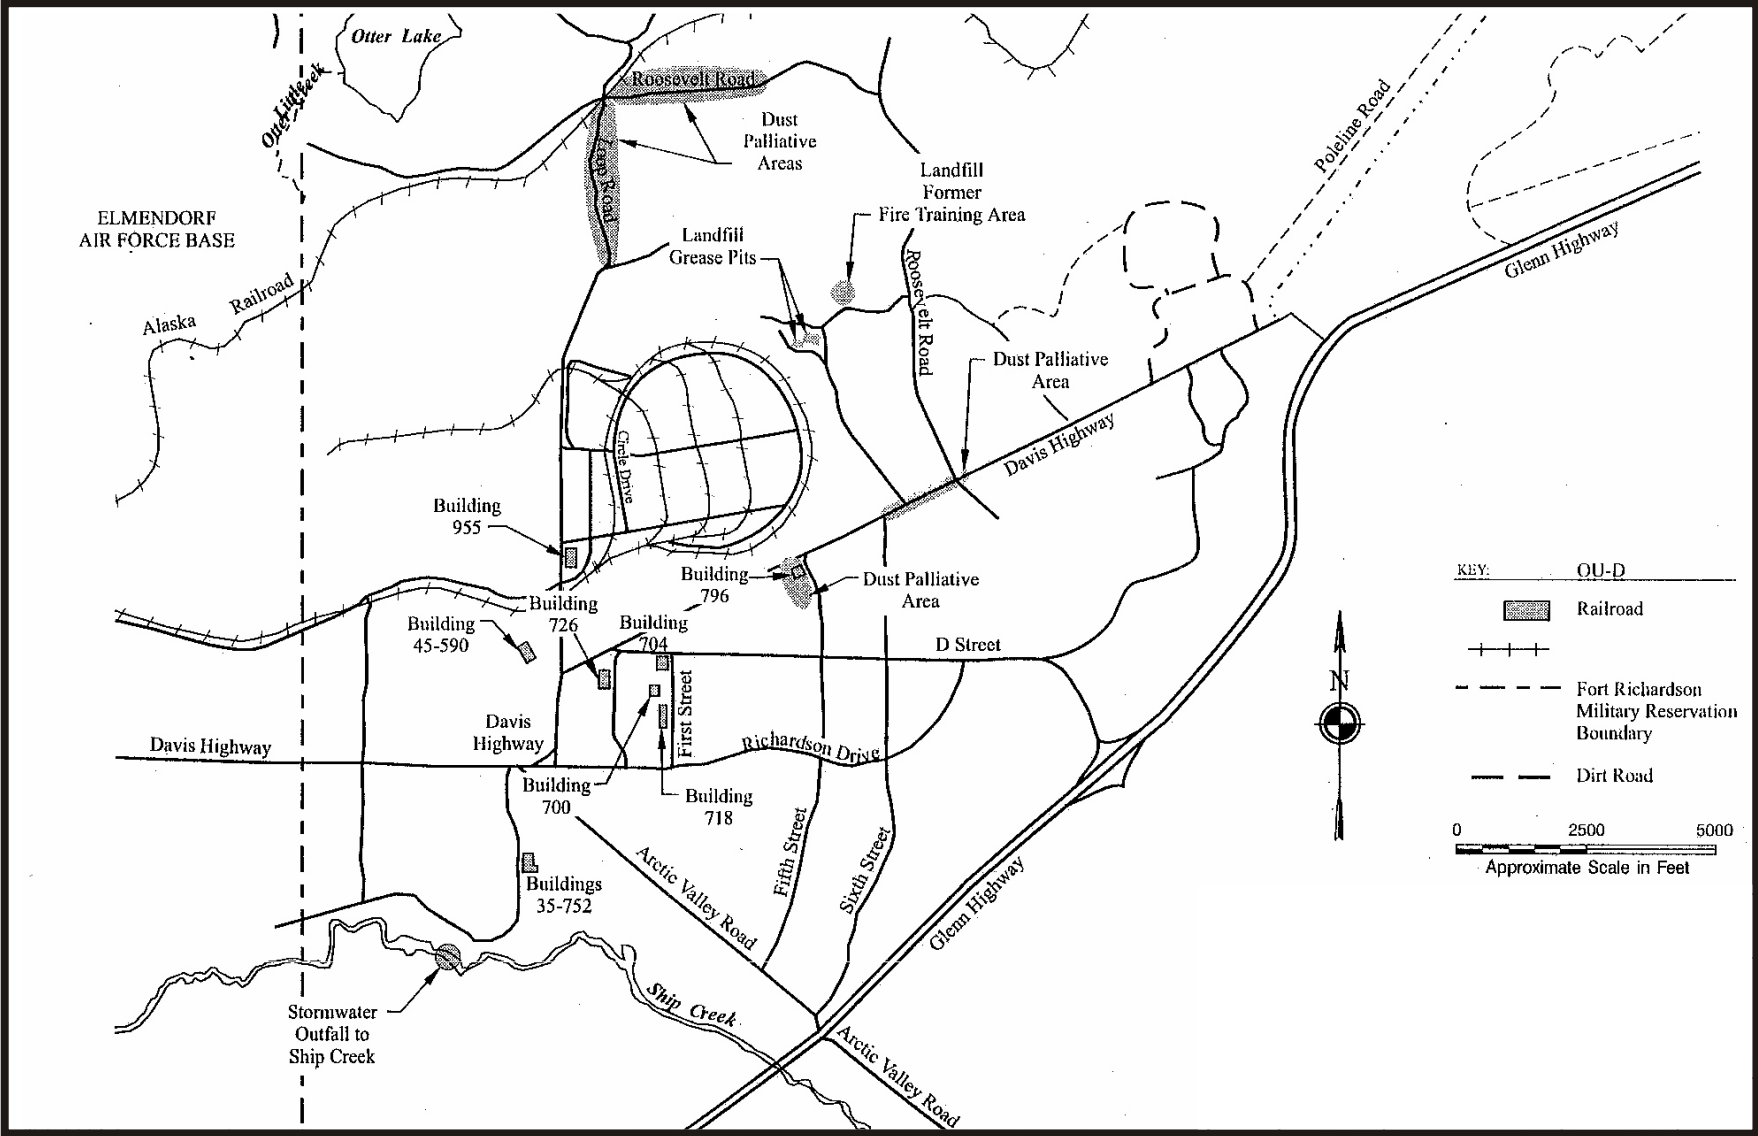 Otter Lake
Little
Otter Creek
Roosevelt Road
Loop Road
Dust
Palliative
Areas
Poleline Road
Landfill
Former
Fire Training Area
ELMENDORF
AIR FORCE BASE
Landfill
Grease Pits
Roosevelt Road
Glenn Highway
Alaska Railroad
Dust Palliative
Area
Circle Drive
Davis Highway
Building
955
Building
796
Dust Palliative
Area
Building
726
Building
45-590
Building
704
D Street
First Street
Davis
Highway
Davis Highway
Richardson Drive
Building
700
Building
718
Fifth Street
Sixth Street
Arctic Valley Road
Buildings
35-752
Glenn Highway
Stormwater
Outfall to
Ship Creek
Ship Creek
Arctic Valley Road
KEY: OU-D
Railroad
N
Fort Richardson
Military Reservation
Boundary
Dirt Road
0 2500 5000
Approximate Scale in Feet